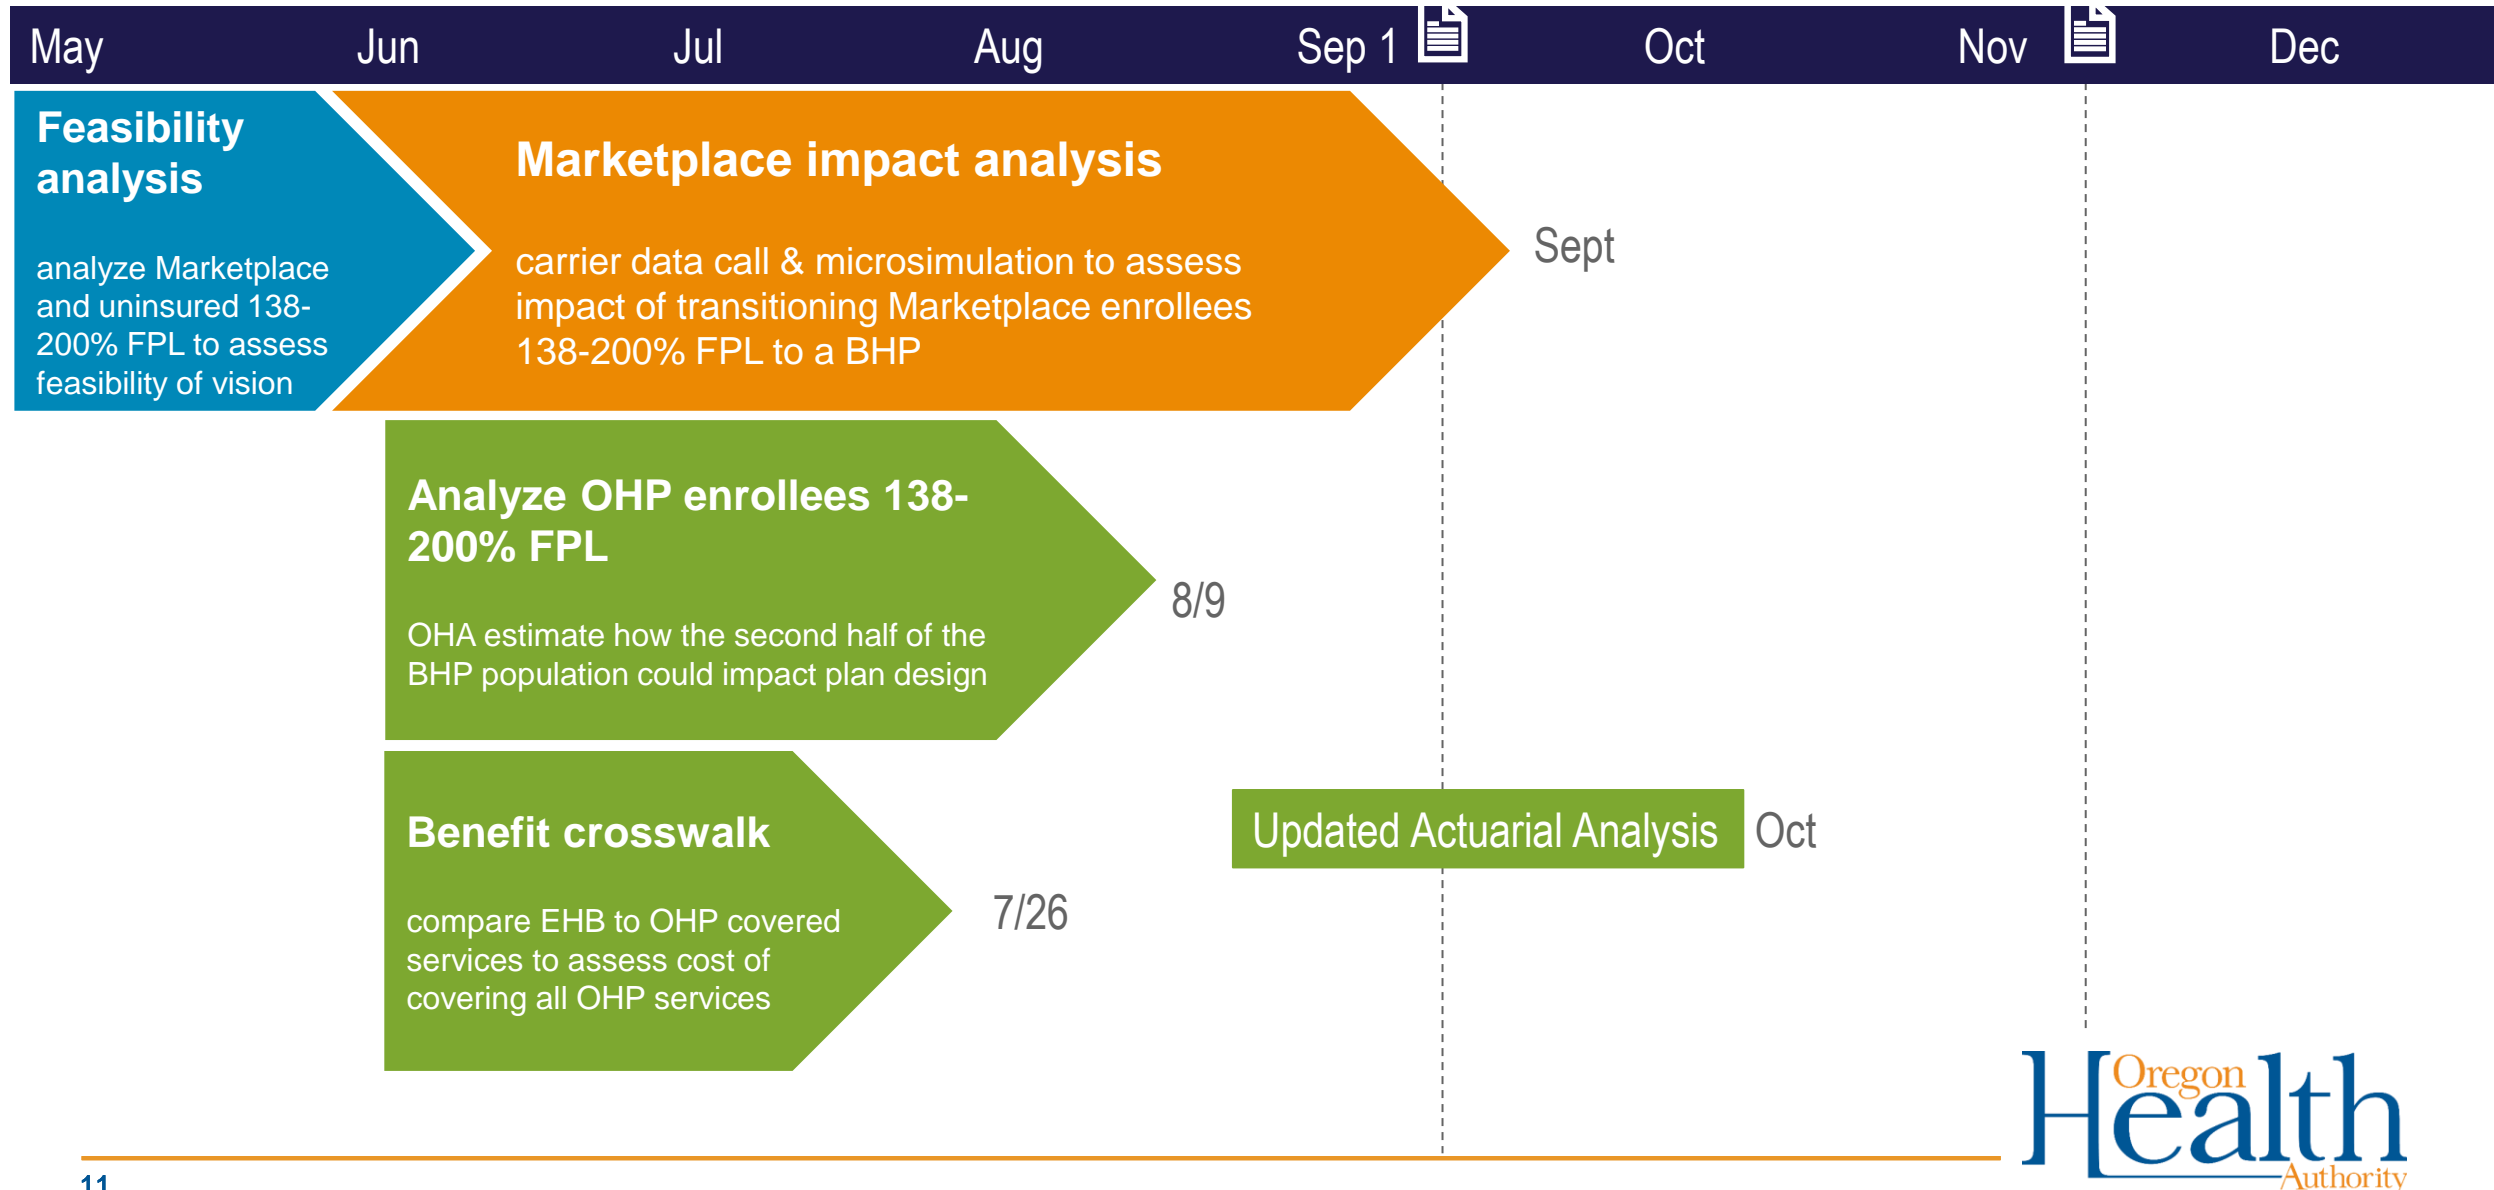 May Jun Jul Aug Sep 1 Oct Nov Dec
Feasibility
analysis
analyze Marketplace
and uninsured 138-
200% FPL to assess
feasibility of vision
Marketplace impact analysis
carrier data call & microsimulation to assess
impact of transitioning Marketplace enrollees
138-200% FPL to a BHP
Sept
Analyze OHP enrollees 138-
200% FPL
OHA estimate how the second half of the
BHP population could impact plan design
8/9
Benefit crosswalk
compare EHB to OHP covered
services to assess cost of
covering all OHP services
7/26
Updated Actuarial Analysis
Oct
Oregon
Health
Authority
11